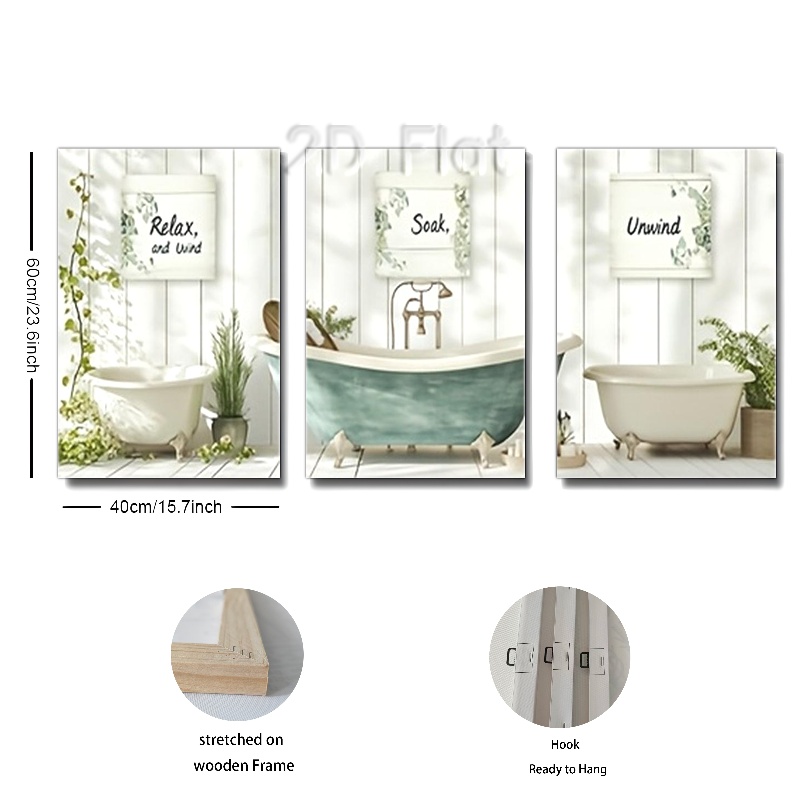 2D Flat
Relax,
and Uvind
Soak,
Unwind
60cm/23.6inch
40cm/15.7inch
stretched on
wooden Frame
Hook
Ready to Hang